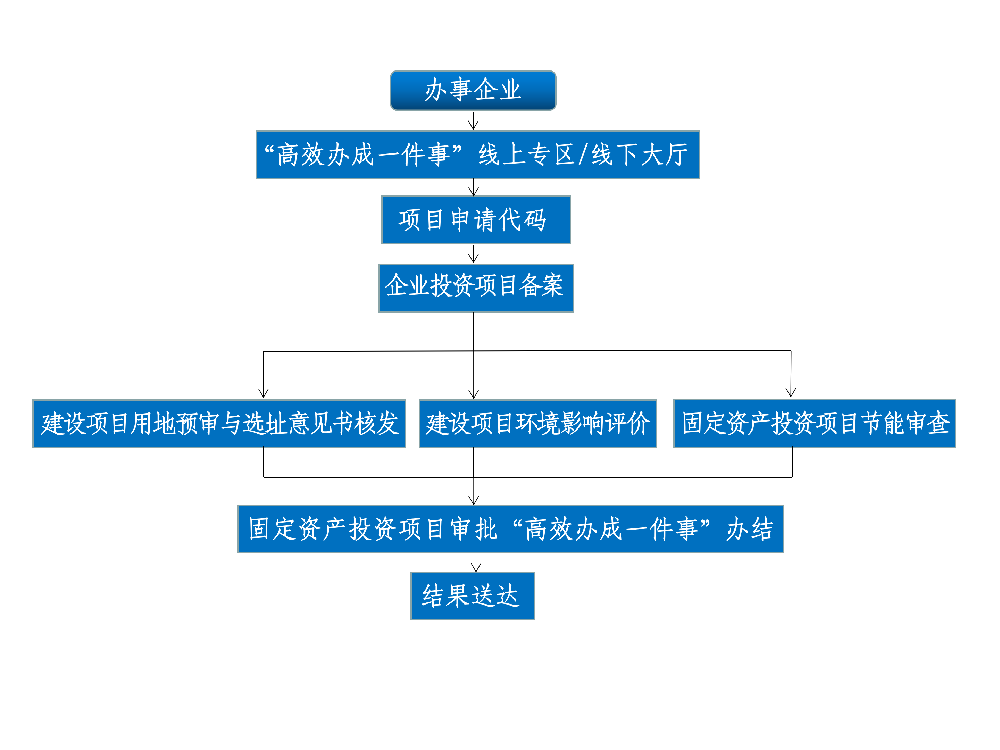 办事企业
“高效办成一件事” 线上专区/线下大厅
项目申请代码
企业投资项目备案
建设项目用地预审与选址意见书核发
建设项目环境影响评价
固定资产投资项目节能审查
固定资产投资项目审批 “高效办成一件事” 办结
结果送达